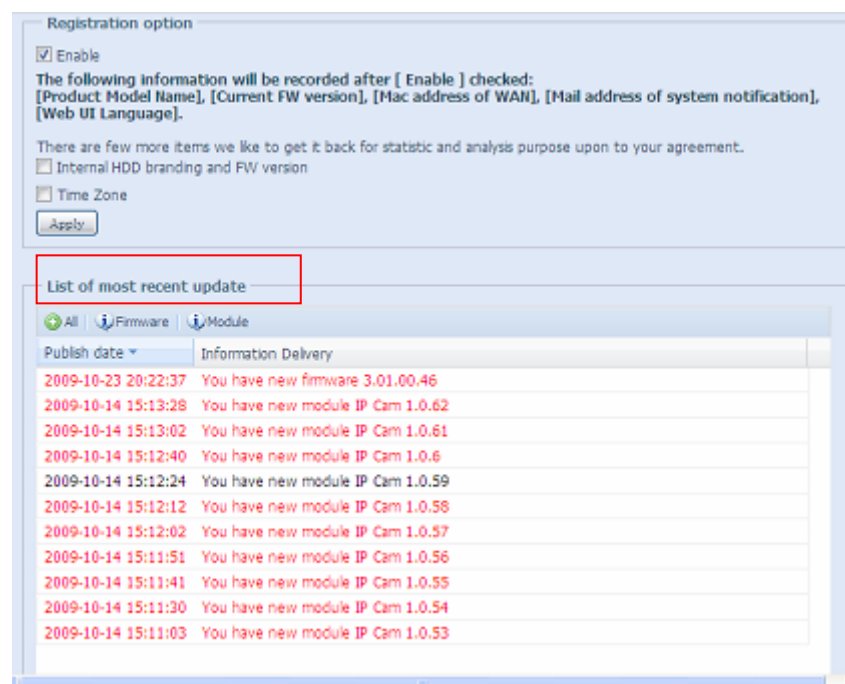 Registration option
Enable
The following information will be recorded after [ Enable ] checked:
[Product Model Name], [Current FW version], [Mac address of WAN], [Mail address of system notification],
[Web UI Language].
There are few more items we like to get it back for statistic and analysis purpose upon to your agreement.
Internal HDD branding and FW version
Time Zone
Apply
List of most recent update
All Firmware Module
Publish date Information Delivery
2009-10-23 20:22:37 You have new firmware 3.01.00.46
2009-10-14 15:13:28 You have new module IP Cam 1.0.62
2009-10-14 15:13:02 You have new module IP Cam 1.0.61
2009-10-14 15:12:40 You have new module IP Cam 1.0.6
2009-10-14 15:12:24 You have new module IP Cam 1.0.59
2009-10-14 15:12:12 You have new module IP Cam 1.0.58
2009-10-14 15:12:02 You have new module IP Cam 1.0.57
2009-10-14 15:11:51 You have new module IP Cam 1.0.56
2009-10-14 15:11:41 You have new module IP Cam 1.0.55
2009-10-14 15:11:30 You have new module IP Cam 1.0.54
2009-10-14 15:11:03 You have new module IP Cam 1.0.53